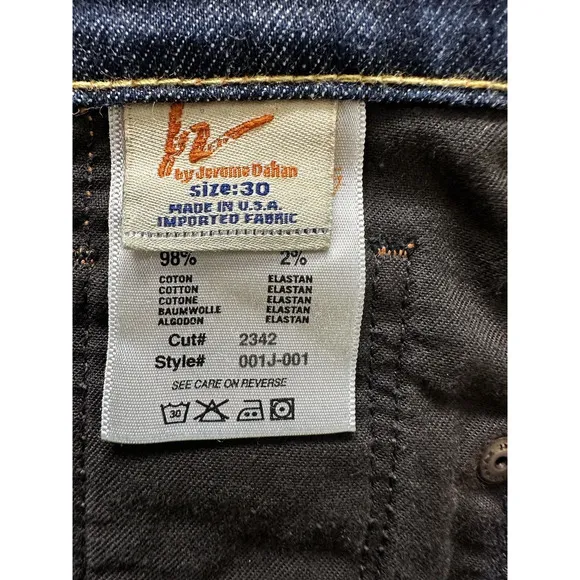 by Jerome Dahan
size:30
MADE IN U.S.A.
IMPORTED FABRIC
98% 2%
COTON ELASTAN
COTTON ELASTAN
COTONE ELASTAN
BAUMWOLLE ELASTAN
ALGODON ELASTAN
Cut# 2342
Style# 001J-001
SEE CARE ON REVERSE
30